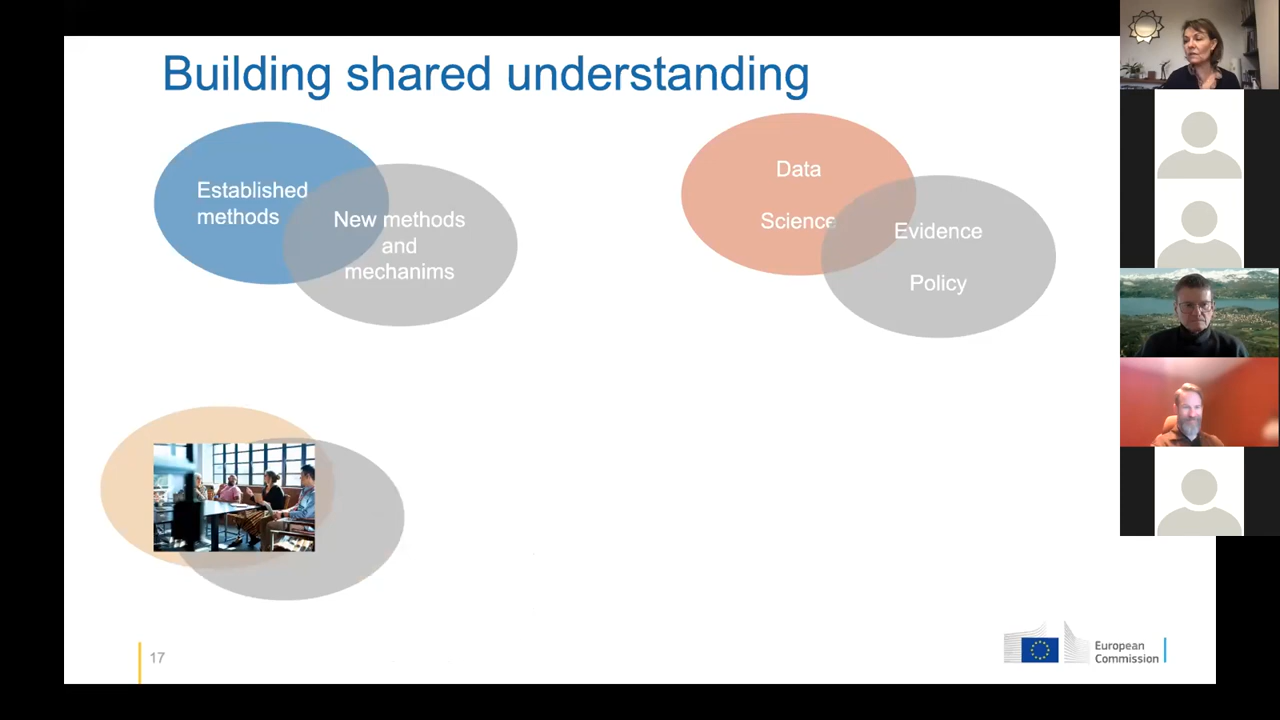 Building shared understanding
Established
methods
New methods
and
mechanims
Data
Science
Evidence
Policy
17
European
Commission